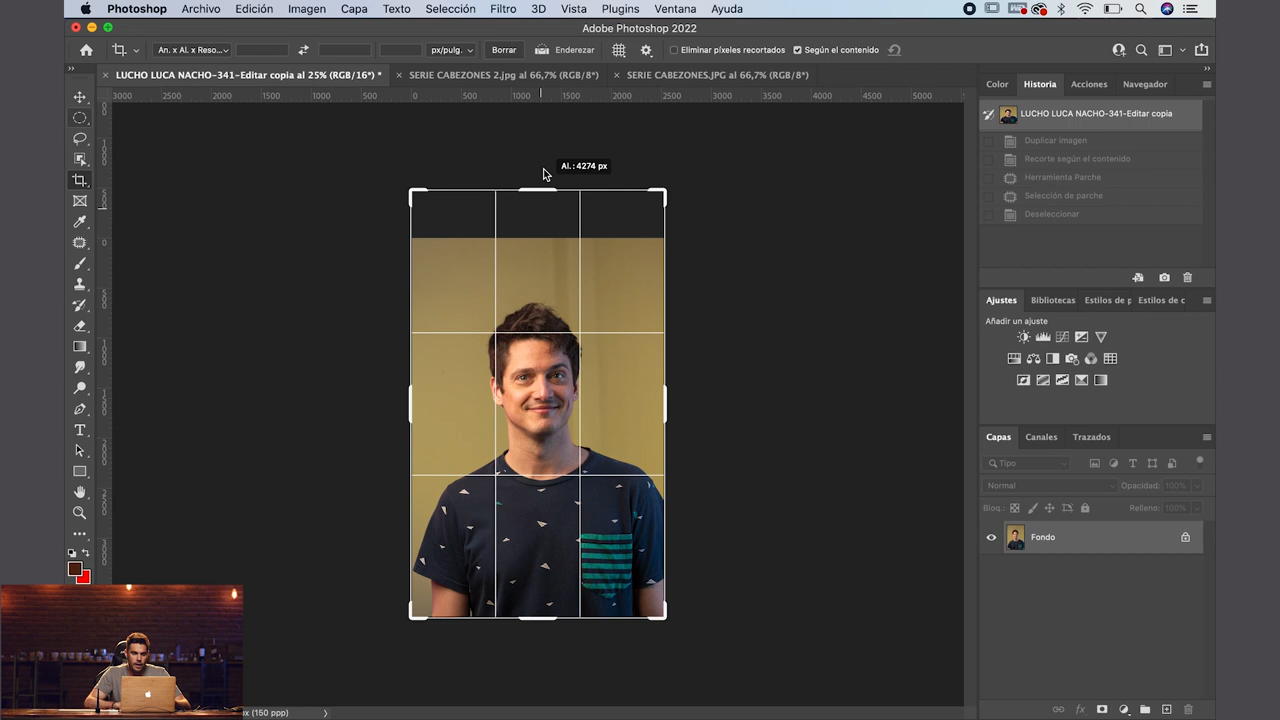 Photoshop Archivo Edición Imagen Capa Texto Selección Filtro 3D Vista Plugins Ventana Ayuda
Adobe Photoshop 2022
An. x Al. x Reso... px/pulg. Borrar Enderezar Eliminar píxeles recortados Según el contenido
LUCHO LUCA NACHO-341-Editar copia al 25% (RGB/16*) * SERIE CABEZONES 2.jpg al 66,7% (RGB/8*) SERIE CABEZONES.JPG al 66,7% (RGB/8*)
3000 2500 2000 1500 1000 500 0 500 1000 1500 2000 2500 3000 3500 4000 4500 5000
Color Historia Acciones Navegador
LUCHO LUCA NACHO-341-Editar copia
Duplicar imagen
Recorte según el contenido
Herramienta Parche
Selección de parche
Deseleccionar
Al.: 4274 px
Ajustes Bibliotecas Estilos de p Estilos de c
Añadir un ajuste
Capas Canales Trazados
Tipo
Normal Opacidad: 100%
Bloq.: Relleno: 100%
Fondo
px (150 ppp)